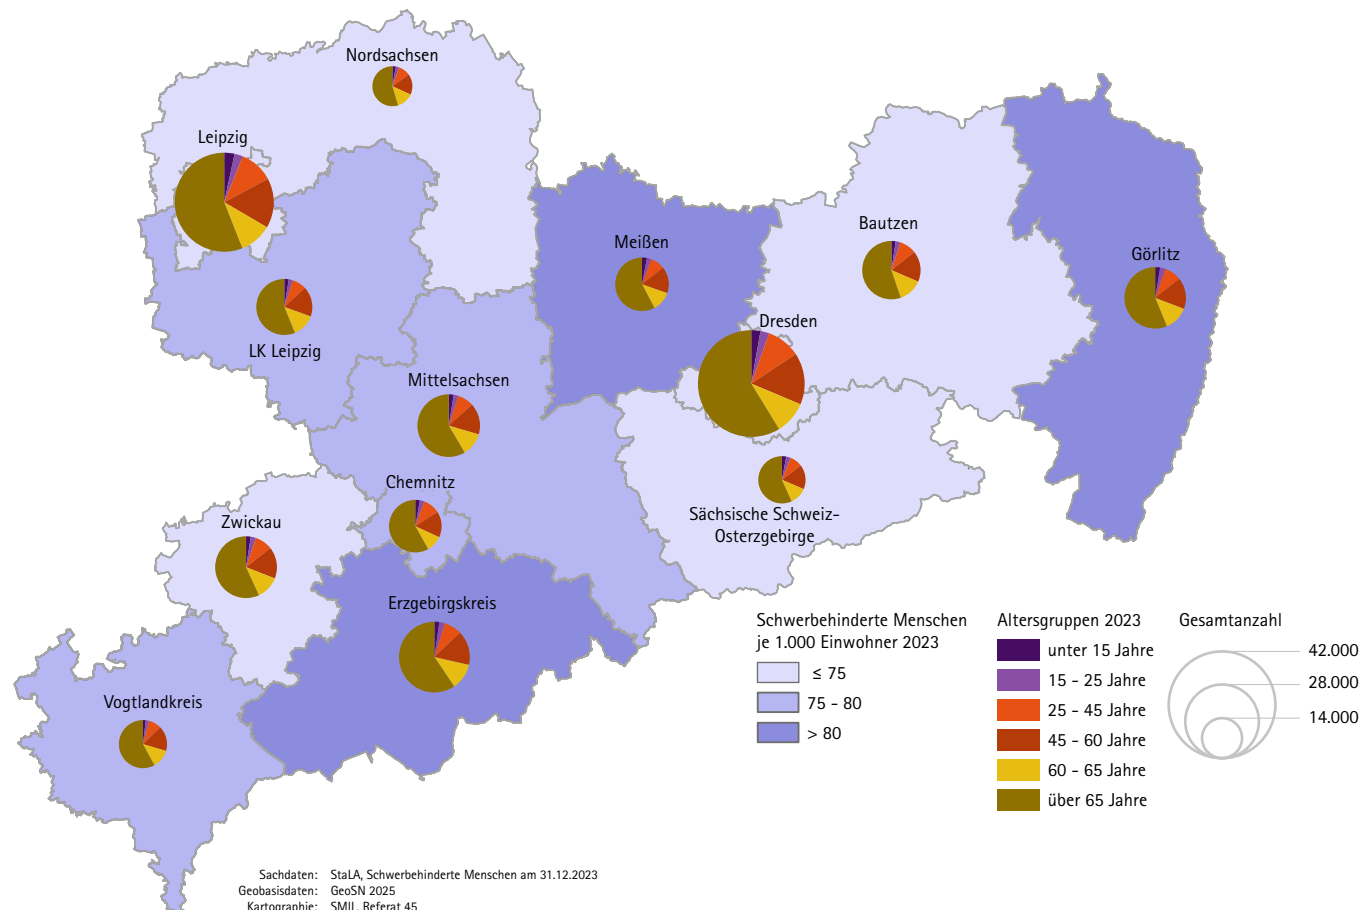 Nordsachsen
Leipzig
LK Leipzig
Meißen
Bautzen
Görlitz
Dresden
Mittelsachsen
Chemnitz
Zwickau
Sächsische Schweiz-
Osterzgebirge
Erzgebirgskreis
Vogtlandkreis
Schwerbehinderte Menschen
je 1.000 Einwohner 2023
≤ 75
75 - 80
> 80
Altersgruppen 2023
unter 15 Jahre
15 - 25 Jahre
25 - 45 Jahre
45 - 60 Jahre
60 - 65 Jahre
über 65 Jahre
Gesamtanzahl
42.000
28.000
14.000
Sachdaten: StaLA, Schwerbehinderte Menschen am 31.12.2023
Geobasisdaten: GeoSN 2025
Kartographie: SMIL, Referat 45